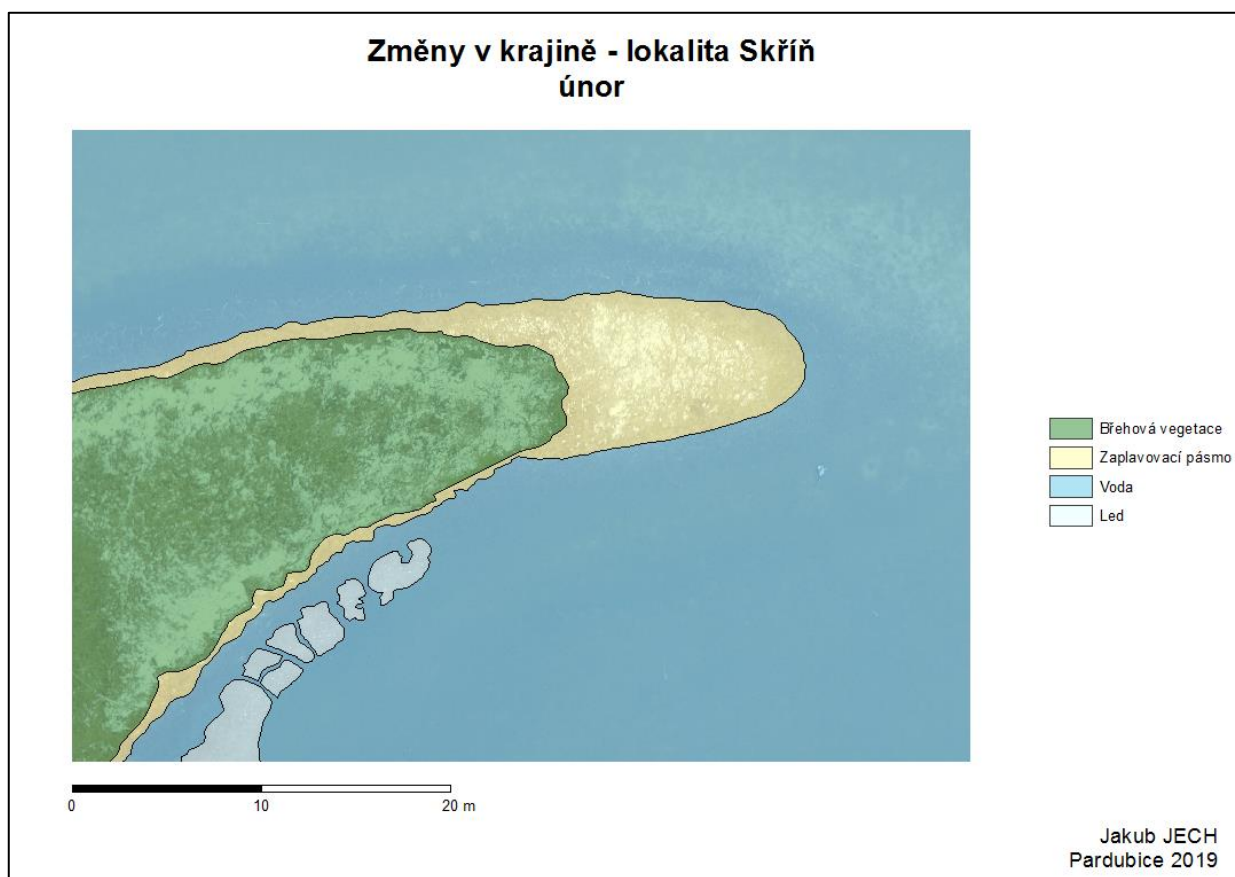 Změny v krajině - lokalita Skříň
únor
Břehová vegetace
Zaplavovací pásmo
Voda
Led
0 10 20 m
Jakub JECH
Pardubice 2019